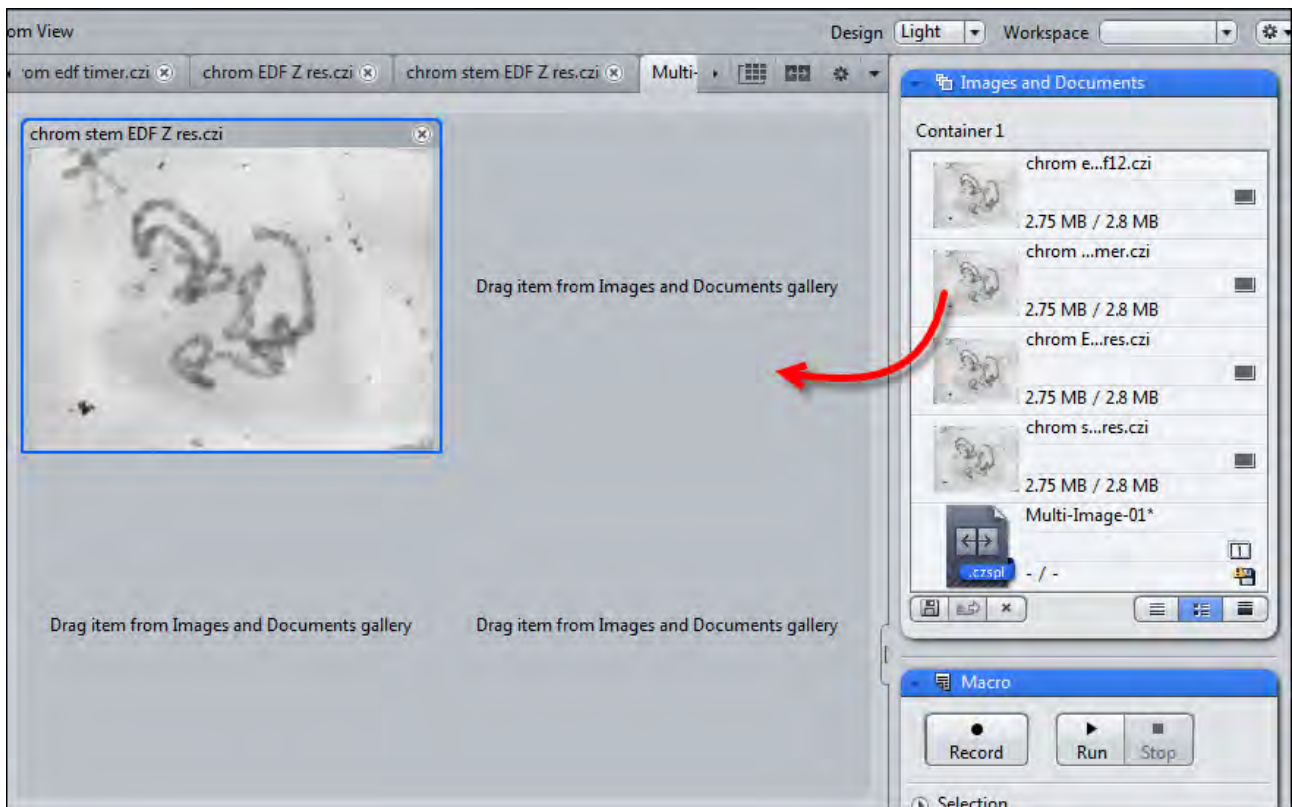 om View
Design Light Workspace
om edf timer.czi chrom EDF Z res.czi chrom stem EDF Z res.czi Multi-
Images and Documents
chrom stem EDF Z res.czi
Drag item from Images and Documents gallery
Drag item from Images and Documents gallery
Drag item from Images and Documents gallery
Container 1
chrom e...f12.czi
2.75 MB / 2.8 MB
chrom ...mer.czi
2.75 MB / 2.8 MB
chrom E...res.czi
2.75 MB / 2.8 MB
chrom s...res.czi
2.75 MB / 2.8 MB
Multi-Image-01*
.czspl - / -
Macro
Record Run Stop
Selection